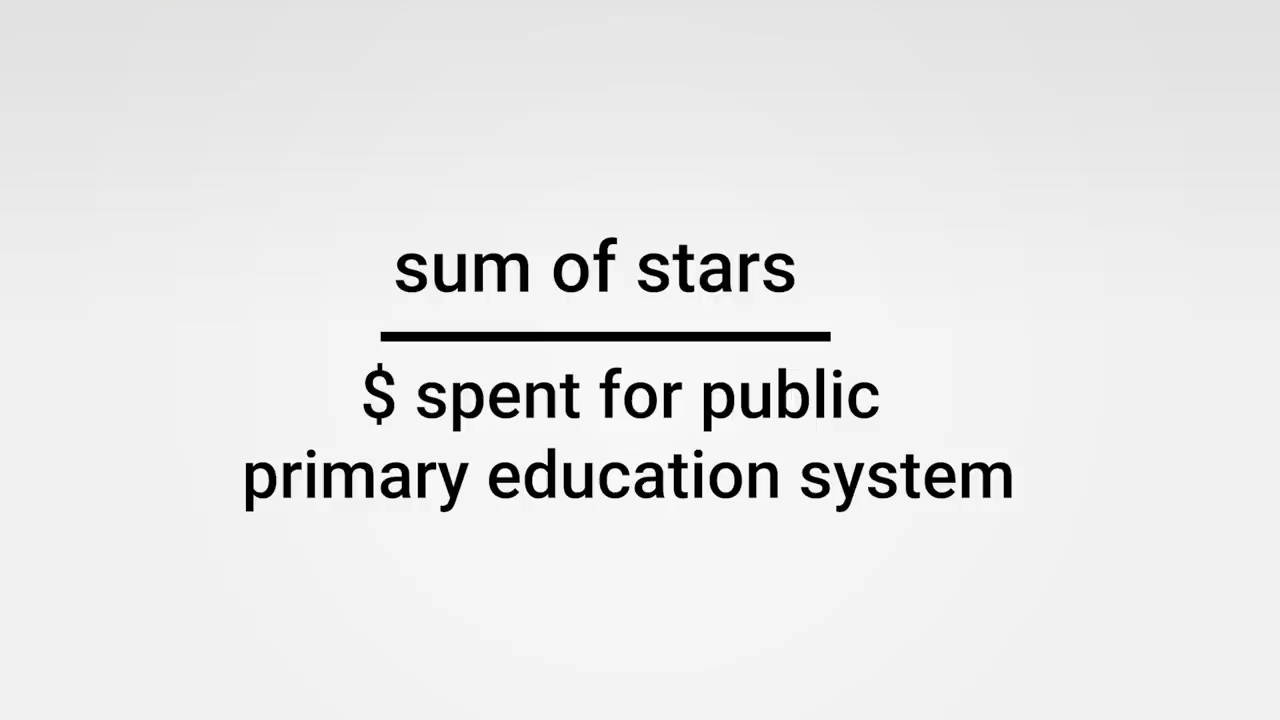 sum of stars
$ spent for public
primary education system